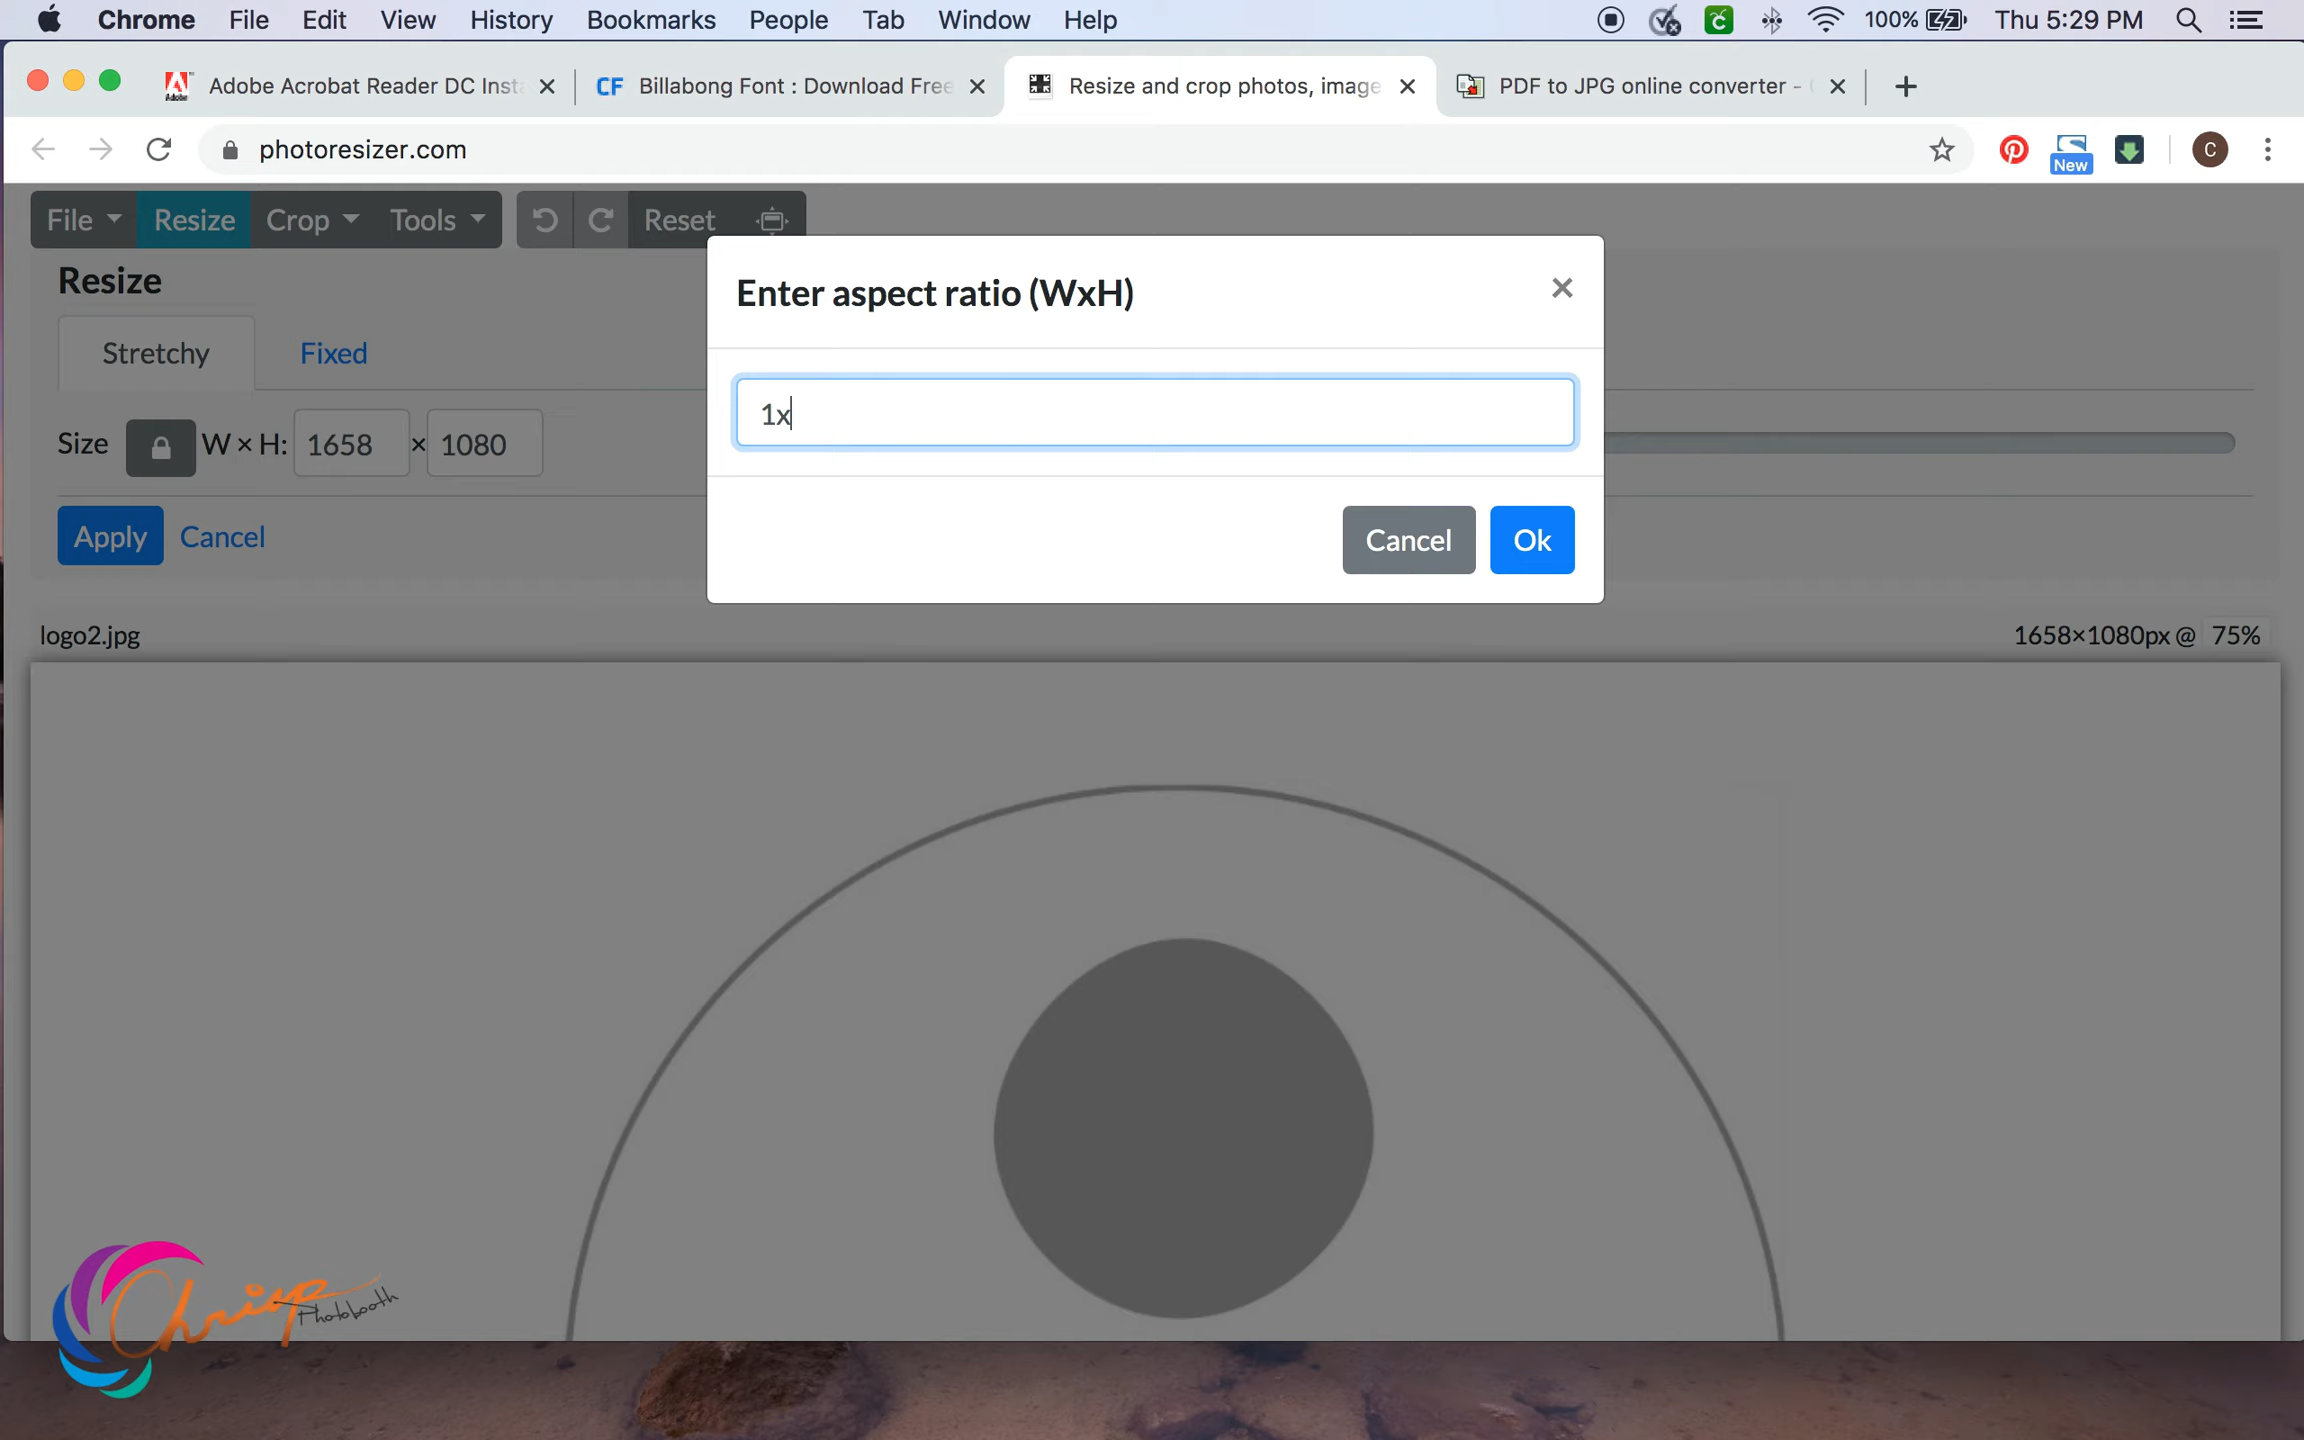 Chrome File Edit View History Bookmarks People Tab Window Help 100% Thu 5:29 PM
Adobe Acrobat Reader DC Inst Billabong Font : Download Free Resize and crop photos, image PDF to JPG online converter -
photoresizer.com New C
File Resize Crop Tools Reset
Resize
Stretchy Fixed
Size W × H: 1658 × 1080
Apply Cancel
Enter aspect ratio (WxH)
1x
Cancel Ok
logo2.jpg 1658×1080px @ 75%
Chrisp
Photobooth